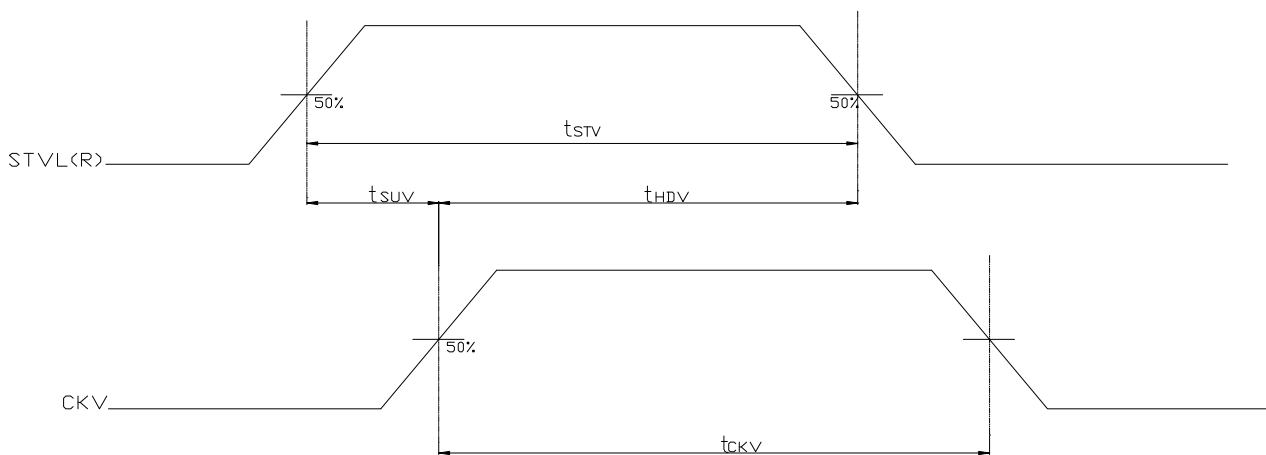 50%
50%
tSTV
STVL(R)
tSUV
tHDV
50%
CKV
tCKV